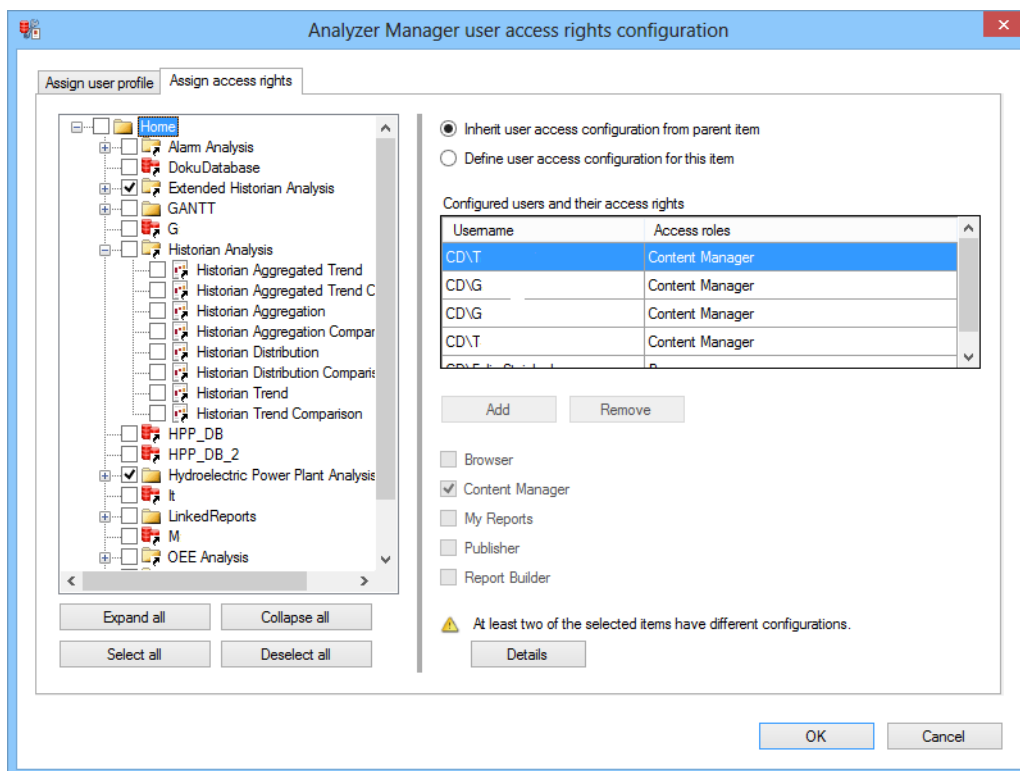 Analyzer Manager user access rights configuration
Assign user profile
Assign access rights
Home
Alarm Analysis
DokuDatabase
Extended Historian Analysis
GANTT
G
Historian Analysis
Historian Aggregated Trend
Historian Aggregated Trend C
Historian Aggregation
Historian Aggregation Compar
Historian Distribution
Historian Distribution Comparis
Historian Trend
Historian Trend Comparison
HPP_DB
HPP_DB_2
Hydroelectric Power Plant Analysis
It
LinkedReports
M
OEE Analysis
Expand all
Collapse all
Select all
Deselect all
Inherit user access configuration from parent item
Define user access configuration for this item
Configured users and their access rights
Username Access roles
CD\T Content Manager
CD\G Content Manager
CD\G Content Manager
CD\T Content Manager
Add
Remove
Browser
Content Manager
My Reports
Publisher
Report Builder
At least two of the selected items have different configurations.
Details
OK
Cancel